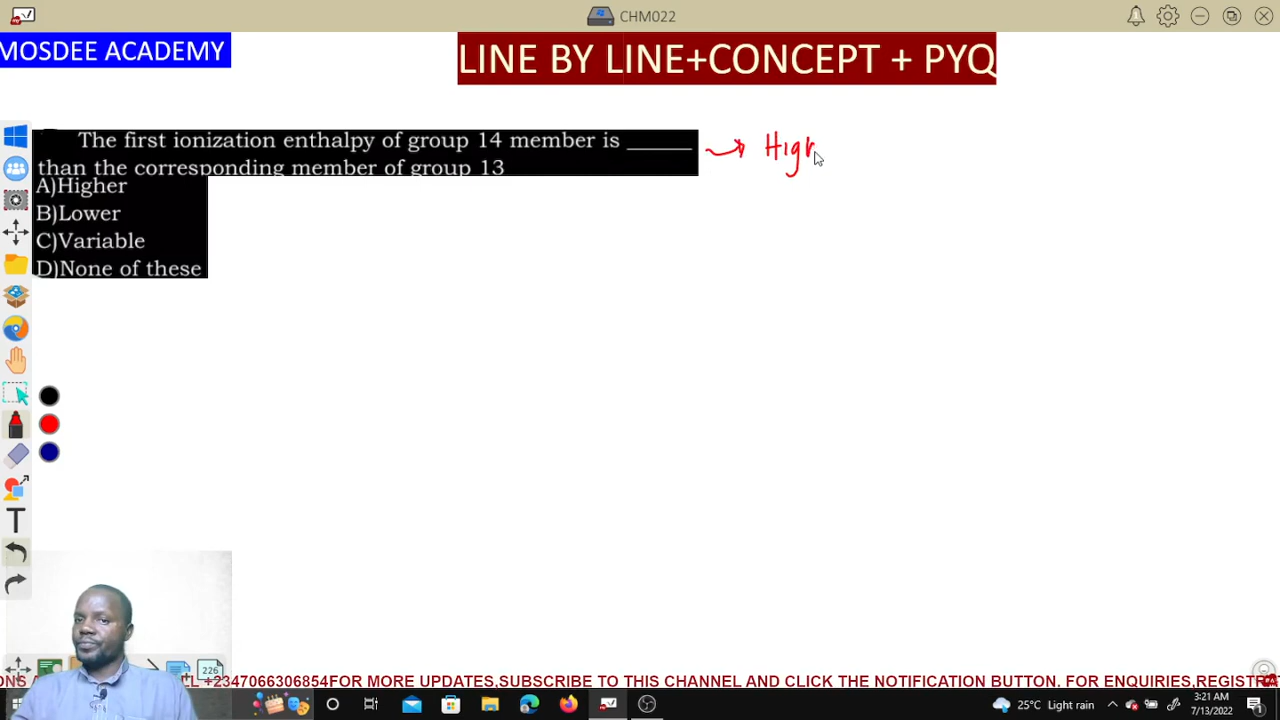 CHM022
MOSDEE ACADEMY
LINE BY LINE+CONCEPT + PYQ
The first ionization enthalpy of group 14 member is ______
than the corresponding member of group 13
A)Higher
B)Lower
C)Variable
D)None of these
High
T
226
+2347066306854FOR MORE UPDATES,SUBSCRIBE TO THIS CHANNEL AND CLICK THE NOTIFICATION BUTTON. FOR ENQUIRIES,
25°C Light rain
3:21 AM
7/13/2022